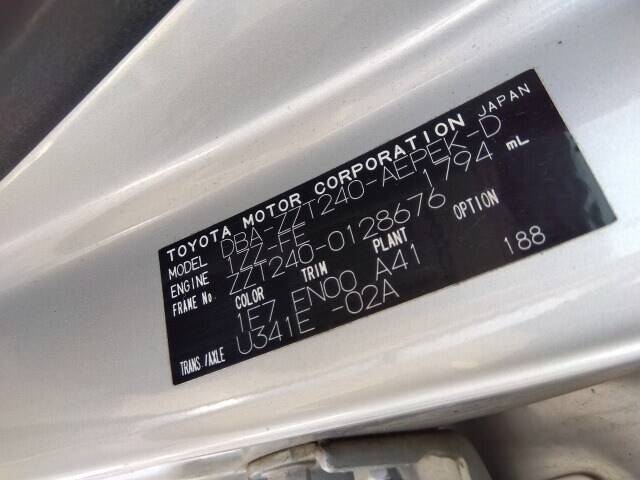 TOYOTA MOTOR CORPORATION JAPAN
MODEL DBA-ZZT240-AEPEK-D
ENGINE 1ZZ-FE 1794 mL
FRAME No. ZZT240-0128676
COLOR TRIM PLANT OPTION
1E7 EN00 A41 188
TRANS./AXLE U341E -02A